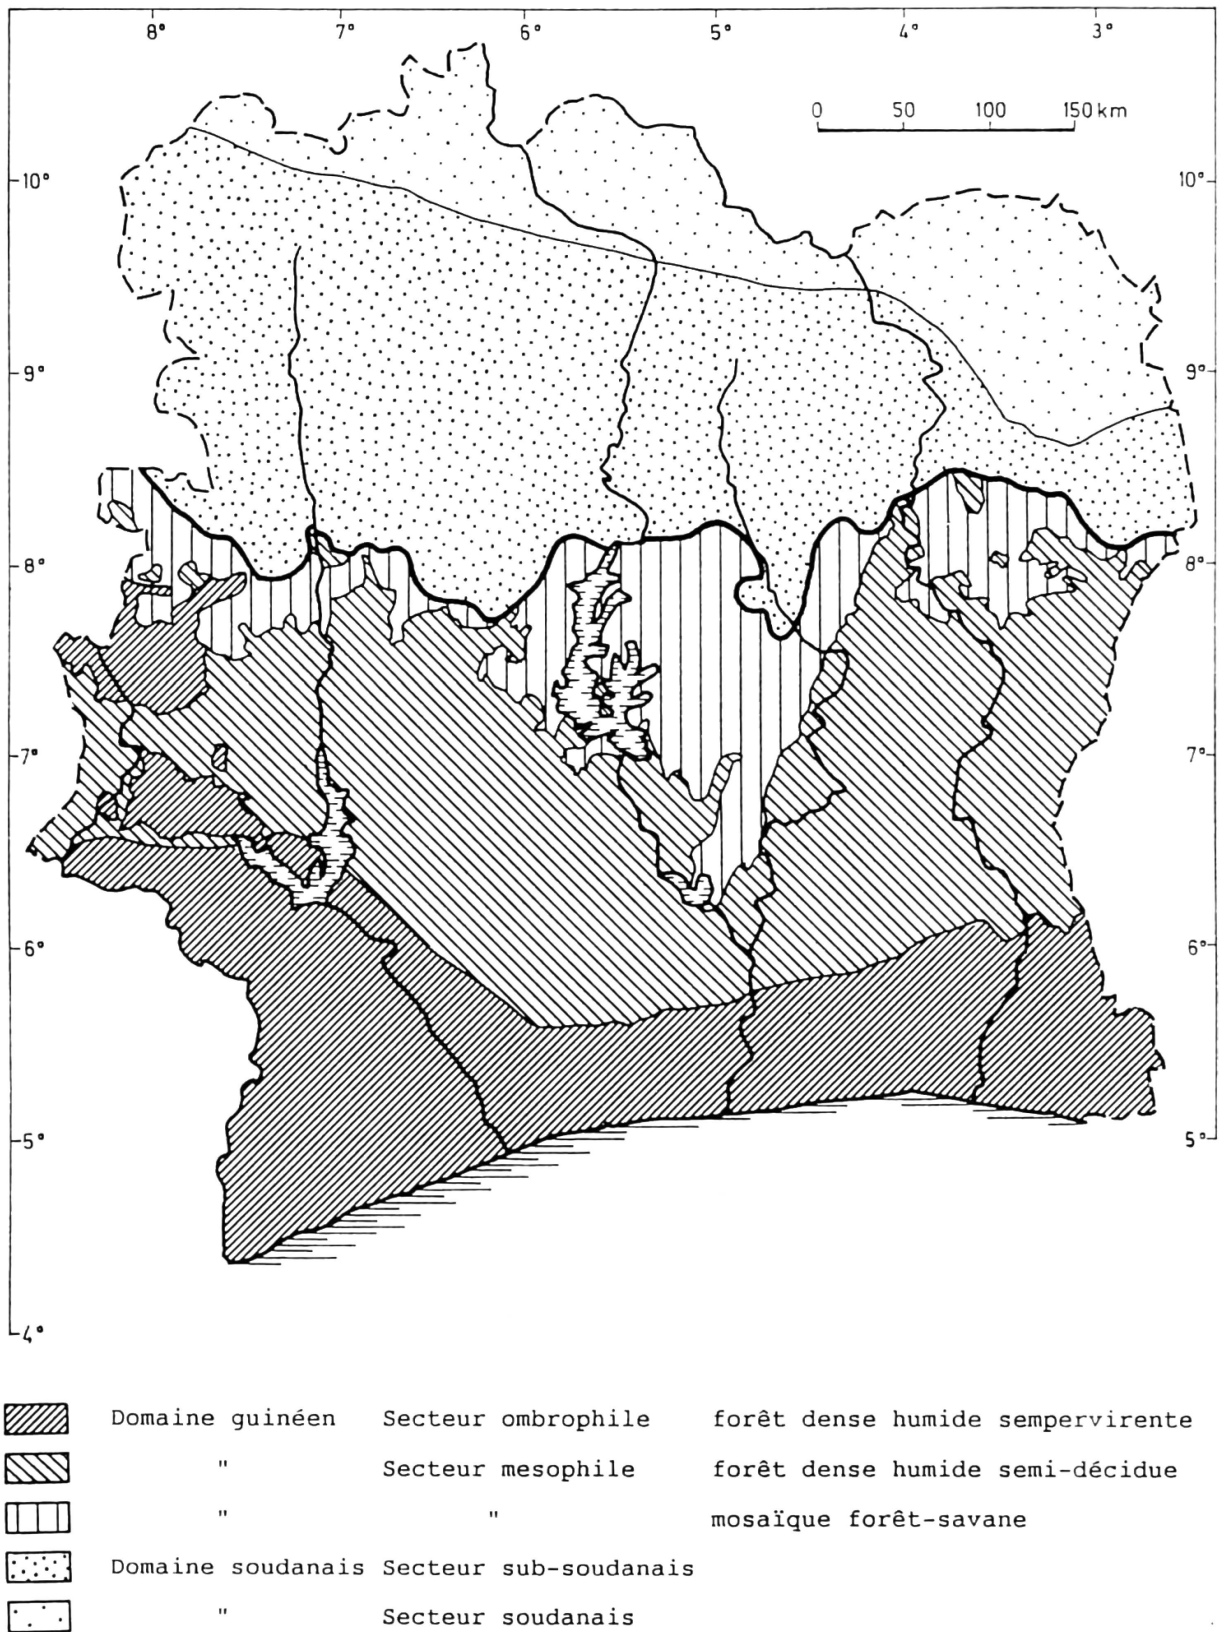 8° 7° 6° 5° 4° 3°
0 50 100 150 km
10° 10°
9° 9°
8° 8°
7° 7°
6° 6°
5° 5°
4°
Domaine guinéen Secteur ombrophile forêt dense humide sempervirente
" Secteur mesophile forêt dense humide semi-décidue
" " mosaïque forêt-savane
Domaine soudanais Secteur sub-soudanais
" Secteur soudanais